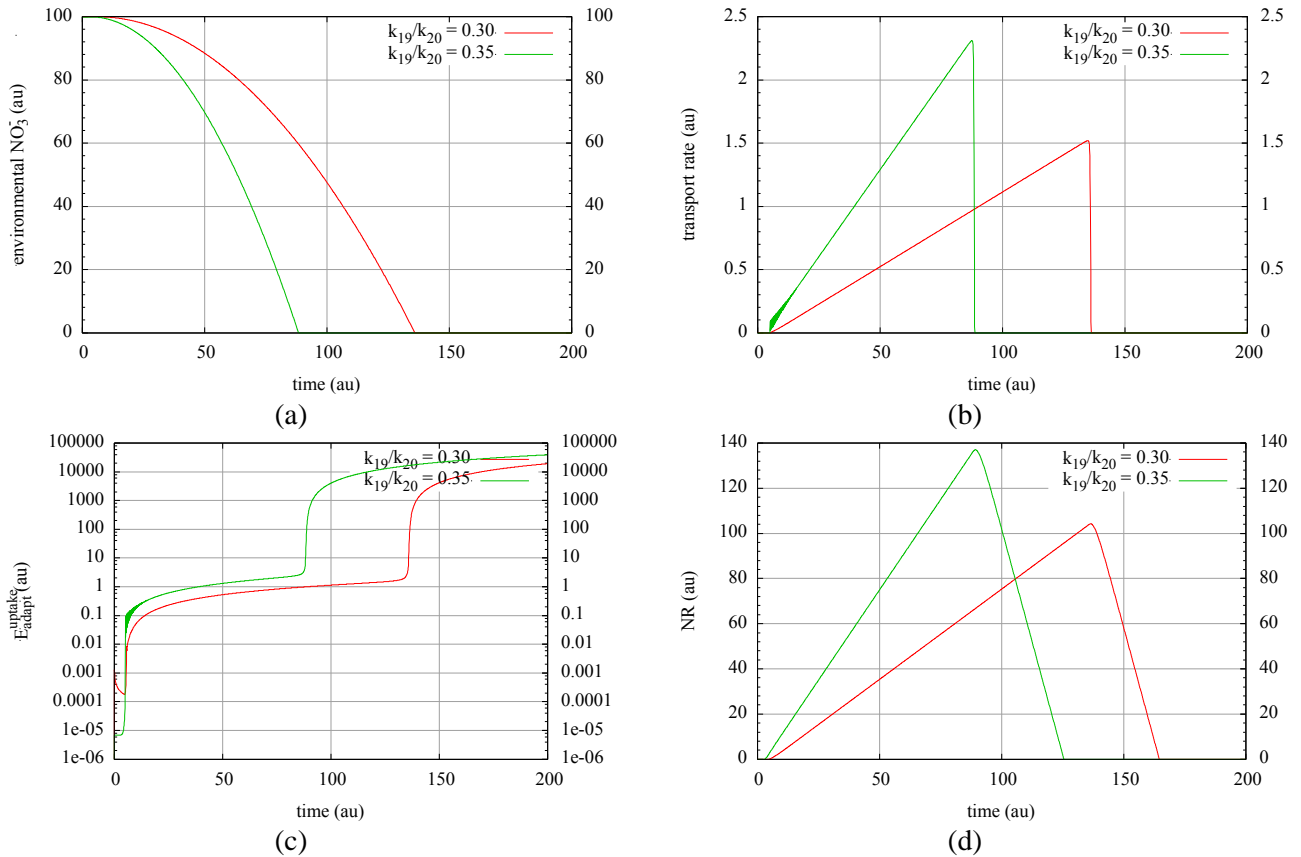 100
80
60
40
20
0
100
80
60
40
20
0
0 50 100 150 200
environmental NO₃⁻ (au)
time (au)
k₁₉/k₂₀ = 0.30
k₁₉/k₂₀ = 0.35
(a)
2.5
2
1.5
1
0.5
0
2.5
2
1.5
1
0.5
0
0 50 100 150 200
transport rate (au)
time (au)
k₁₉/k₂₀ = 0.30
k₁₉/k₂₀ = 0.35
(b)
100000
10000
1000
100
10
1
0.1
0.01
0.001
0.0001
1e-05
1e-06
100000
10000
1000
100
10
1
0.1
0.01
0.001
0.0001
1e-05
1e-06
0 50 100 150 200
E_adapt^uptake (au)
time (au)
k₁₉/k₂₀ = 0.30
k₁₉/k₂₀ = 0.35
(c)
140
120
100
80
60
40
20
0
140
120
100
80
60
40
20
0
0 50 100 150 200
NR (au)
time (au)
k₁₉/k₂₀ = 0.30
k₁₉/k₂₀ = 0.35
(d)